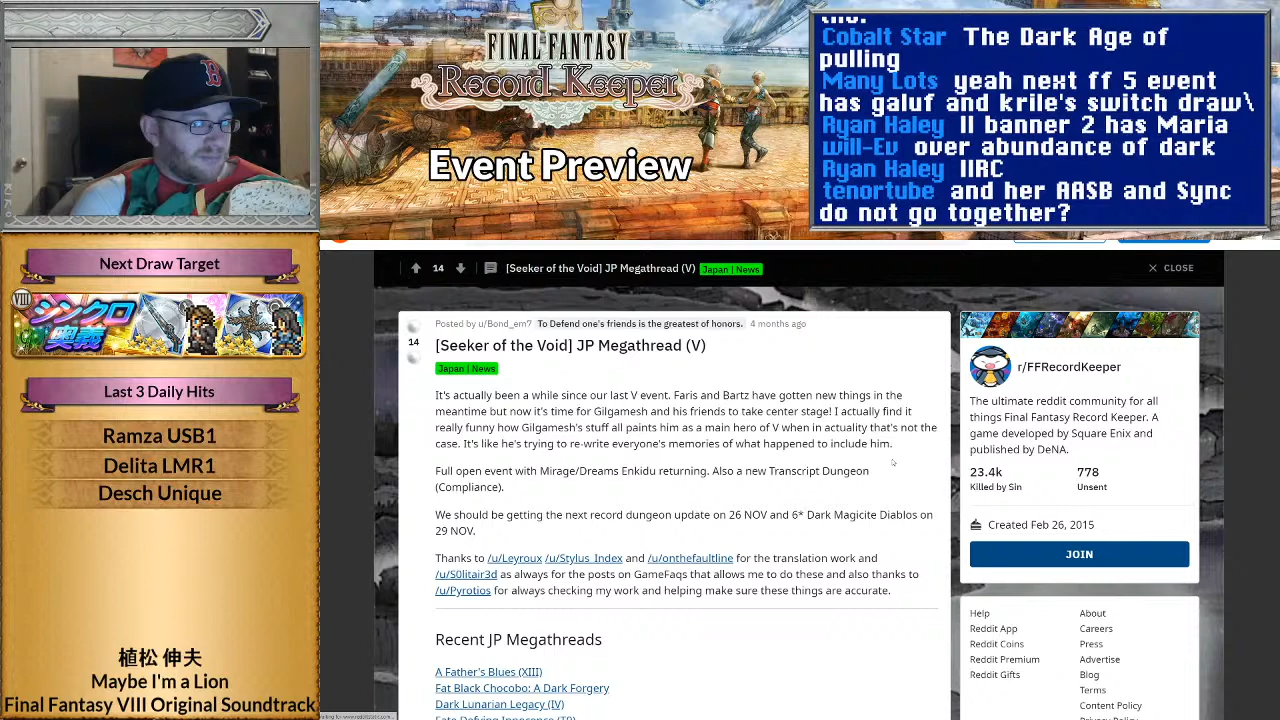 FINAL FANTASY
Record Keeper
Event Preview
Cobalt Star The Dark Age of
pulling
Many Lots yeah next ff 5 event
has galuf and krile's switch draw\
Ryan Haley II banner 2 has Maria
will-Ev over abundance of dark
Ryan Haley IIRC
tenortube and her AASB and Sync
do not go together?
Next Draw Target
VIII
シンクロ
奥義
Last 3 Daily Hits
Ramza USB1
Delita LMR1
Desch Unique
植松 伸夫
Maybe I'm a Lion
Final Fantasy VIII Original Soundtrack
14 [Seeker of the Void] JP Megathread (V) Japan | News CLOSE
Posted by u/Bond_em7 To Defend one's friends is the greatest of honors. 4 months ago
14
[Seeker of the Void] JP Megathread (V)
Japan | News
It's actually been a while since our last V event. Faris and Bartz have gotten new things in the
meantime but now it's time for Gilgamesh and his friends to take center stage! I actually find it
really funny how Gilgamesh's stuff all paints him as a main hero of V when in actuality that's not the
case. It's like he's trying to re-write everyone's memories of what happened to include him.
Full open event with Mirage/Dreams Enkidu returning. Also a new Transcript Dungeon
(Compliance).
We should be getting the next record dungeon update on 26 NOV and 6* Dark Magicite Diablos on
29 NOV.
Thanks to /u/Leyroux /u/Stylus_Index and /u/onthefaultline for the translation work and
/u/S0litair3d as always for the posts on GameFaqs that allows me to do these and also thanks to
/u/Pyrotios for always checking my work and helping make sure these things are accurate.
Recent JP Megathreads
A Father's Blues (XIII)
Fat Black Chocobo: A Dark Forgery
Dark Lunarian Legacy (IV)
r/FFRecordKeeper
The ultimate reddit community for all
things Final Fantasy Record Keeper. A
game developed by Square Enix and
published by DeNA.
23.4k 778
Killed by Sin Unsent
Created Feb 26, 2015
JOIN
Help About
Reddit App Careers
Reddit Coins Press
Reddit Premium Advertise
Reddit Gifts Blog
Terms
Content Policy